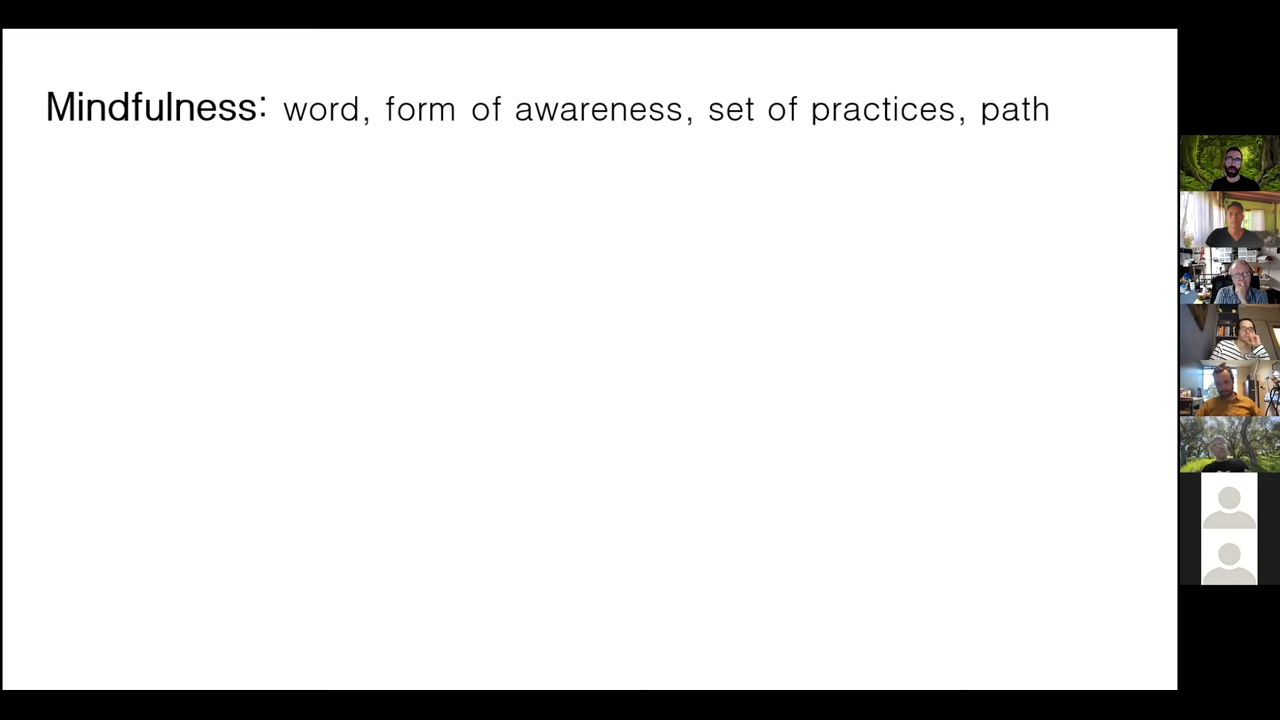 Mindfulness: word, form of awareness, set of practices, path